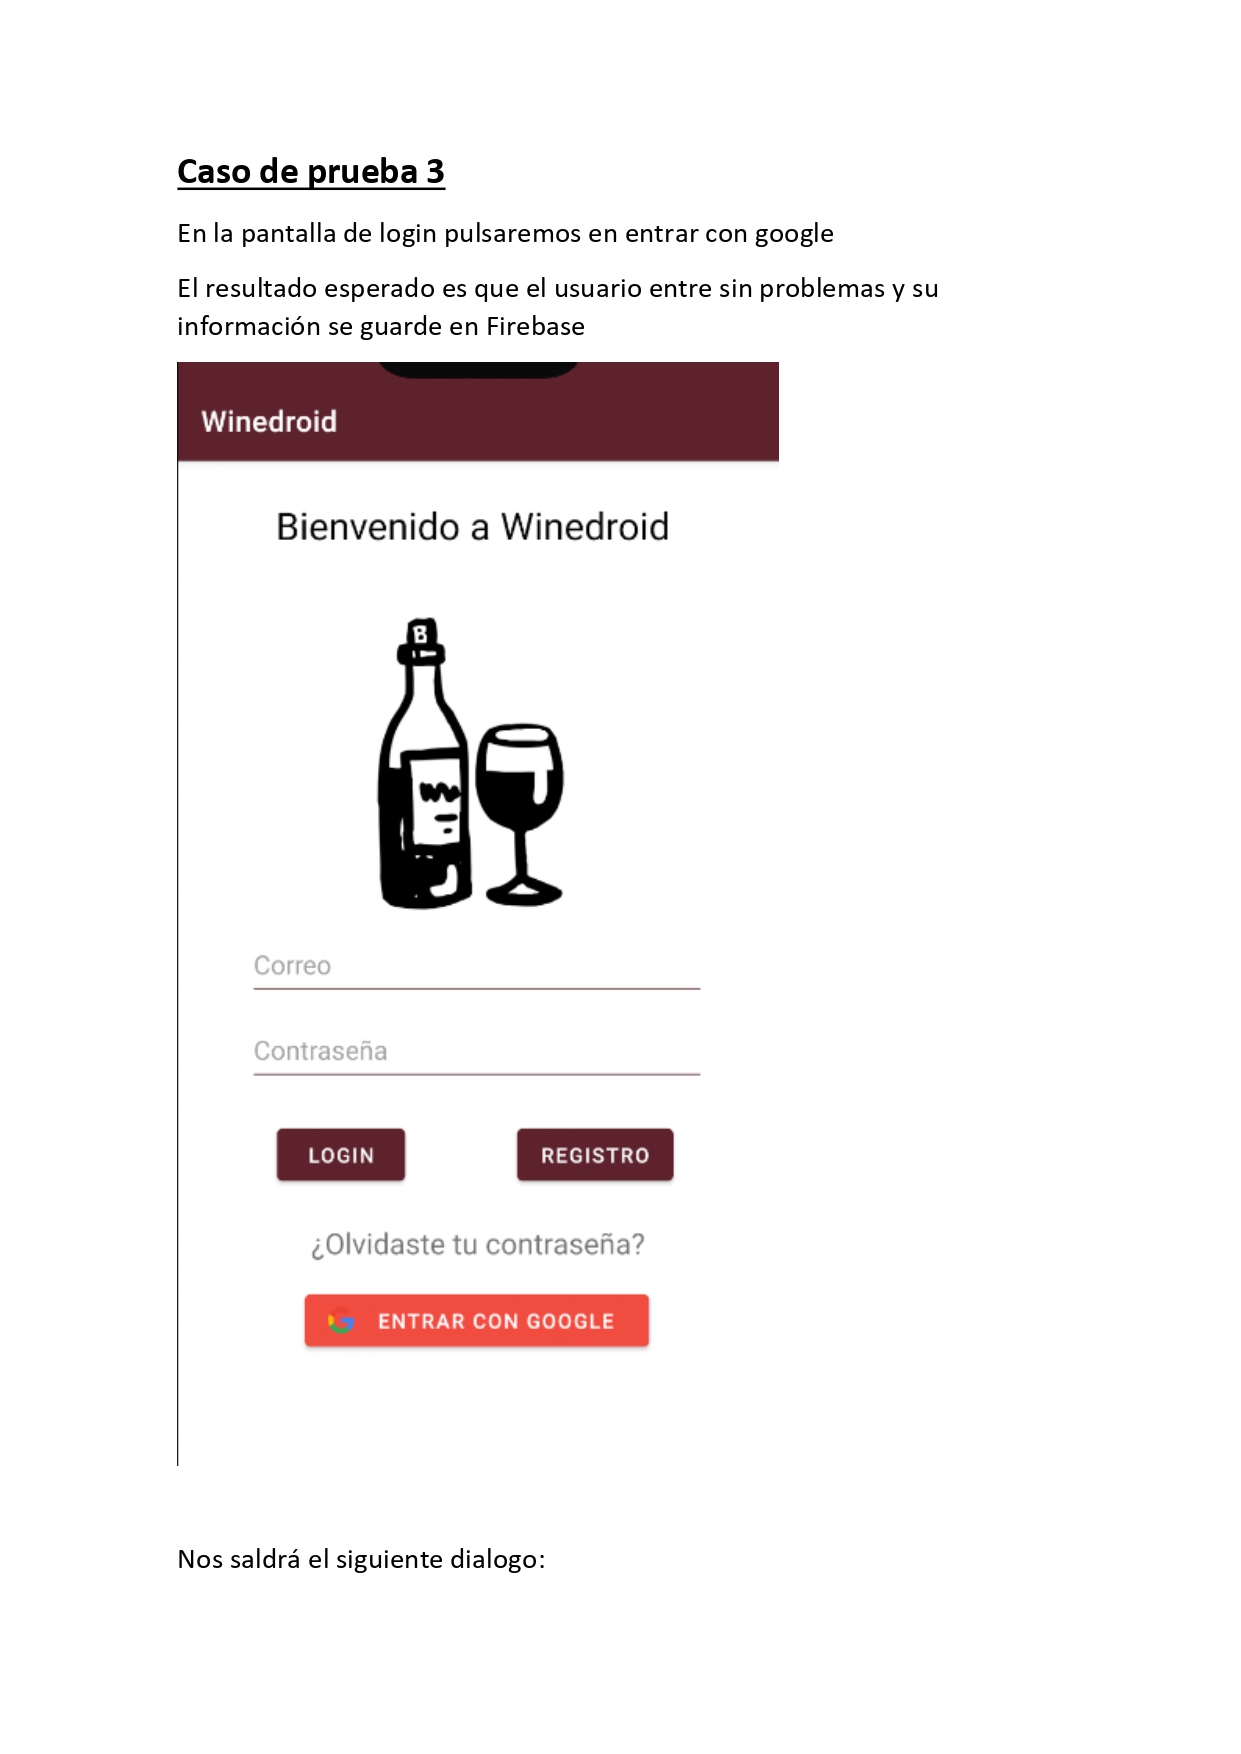 Caso de prueba 3
En la pantalla de login pulsaremos en entrar con google
El resultado esperado es que el usuario entre sin problemas y su
información se guarde en Firebase
Winedroid
Bienvenido a Winedroid
B
Correo
Contraseña
LOGIN
REGISTRO
¿Olvidaste tu contraseña?
ENTRAR CON GOOGLE
Nos saldrá el siguiente dialogo: